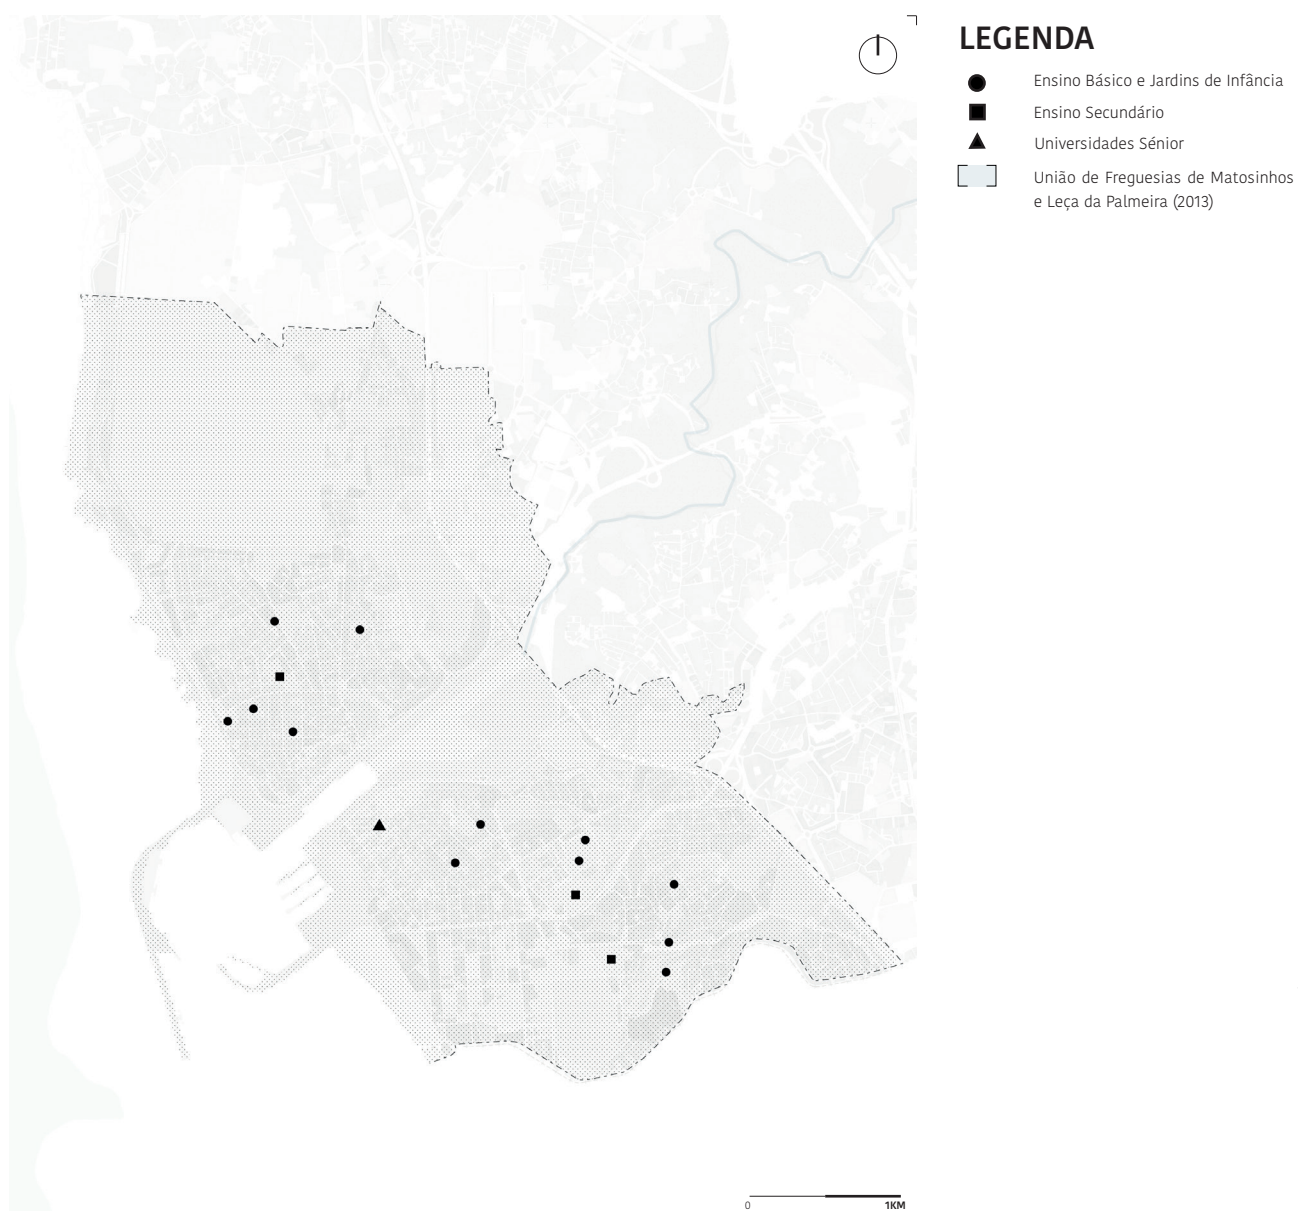 LEGENDA
Ensino Básico e Jardins de Infância
Ensino Secundário
Universidades Sénior
União de Freguesias de Matosinhos
e Leça da Palmeira (2013)
0 1KM